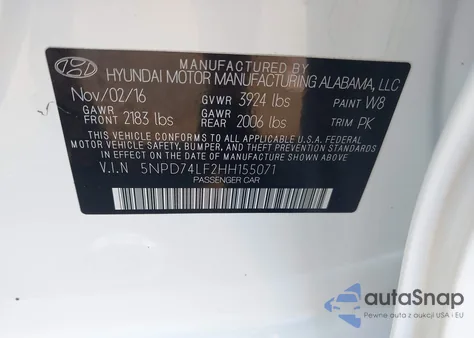 MANUFACTURED BY
HYUNDAI MOTOR MANUFACTURING ALABAMA, LLC
Nov/02/16 GVWR 3924 lbs PAINT W8
GAWR FRONT 2183 lbs GAWR REAR 2006 lbs TRIM PK
THIS VEHICLE CONFORMS TO ALL APPLICABLE U.S.A FEDERAL
MOTOR VEHICLE SAFETY, BUMPER, AND THEFT PREVENTION
STANDARDS IN EFFECT ON THE DATE OF MANUFACTURE SHOWN ABOVE.
V.I.N 5NPD74LF2HH155071
PASSENGER CAR
autaSnap
Pewne auta z aukcji USA i EU